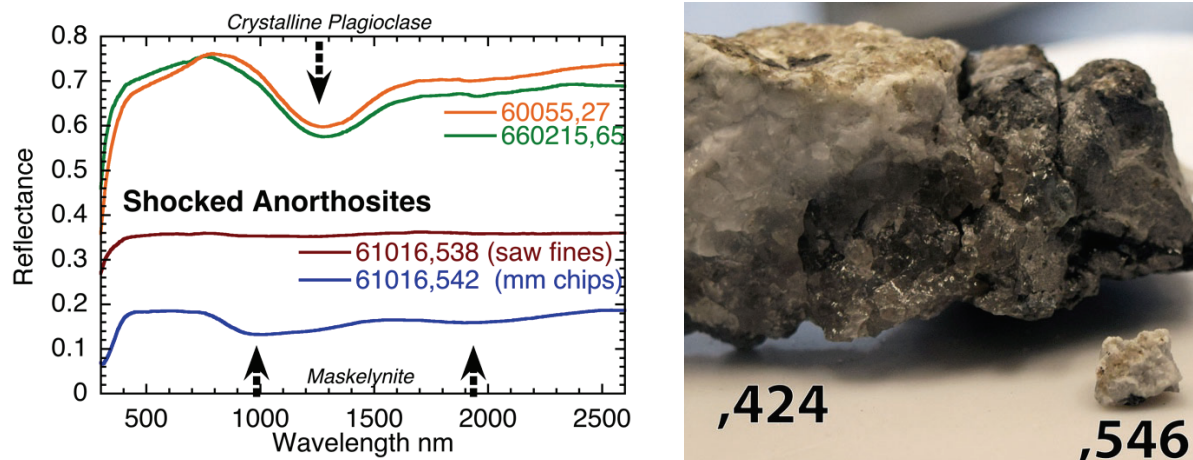 Crystalline Plagioclase
0.8
0.7
0.6
0.5
0.4
0.3
0.2
0.1
0
Reflectance
60055,27
660215,65
Shocked Anorthosites
61016,538 (saw fines)
61016,542 (mm chips)
Maskelynite
500 1000 1500 2000 2500
Wavelength nm
,424
,546